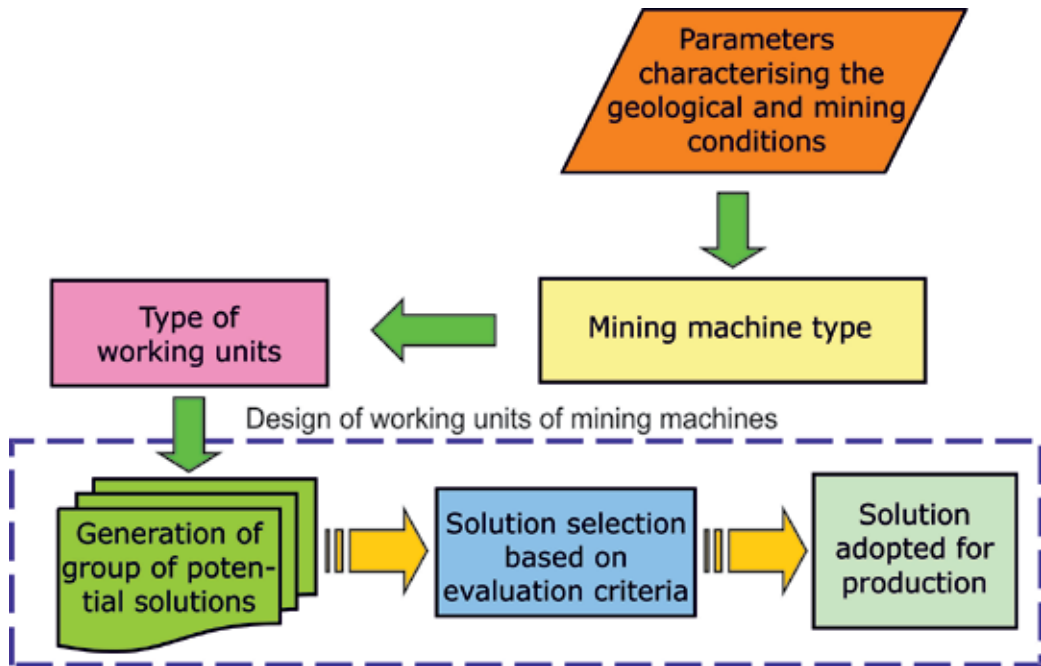 Parameters
characterising the
geological and mining
conditions
Mining machine type
Type of
working units
Design of working units of mining machines
Generation of
group of poten-
tial solutions
Solution selection
based on
evaluation criteria
Solution
adopted for
production